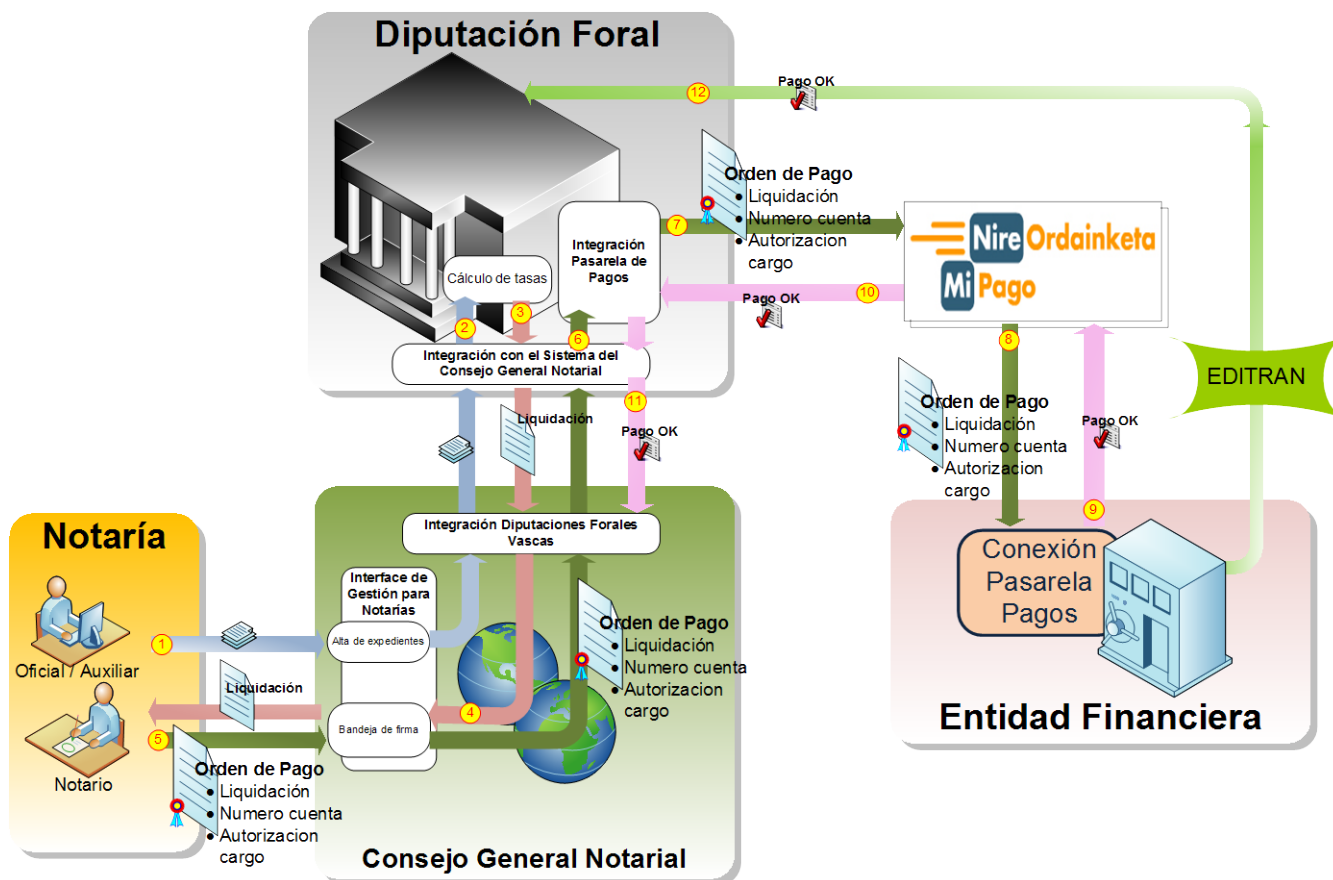 Diputación Foral
Pago OK
12
Orden de Pago
• Liquidación
• Numero cuenta
• Autorizacion
cargo
7
Integración
Pasarela de
Pagos
Nire Ordainketa
Mi Pago
Cálculo de tasas
10
Pago OK
2
3
6
8
Integración con el Sistema del
Consejo General Notarial
EDITRAN
11
Liquidación
Pago OK
Orden de Pago
• Liquidación
• Numero cuenta
• Autorizacion
cargo
Pago OK
9
Notaría
Integración Diputaciones Forales
Vascas
Conexión
Pasarela
Pagos
Interface de
Gestión para
Notarías
1
Alta de expedientes
Oficial / Auxiliar
Orden de Pago
• Liquidación
• Numero cuenta
• Autorizacion
cargo
Liquidación
4
Bandeja de firma
5
Notario
Orden de Pago
• Liquidación
• Numero cuenta
• Autorizacion
cargo
Entidad Financiera
Consejo General Notarial